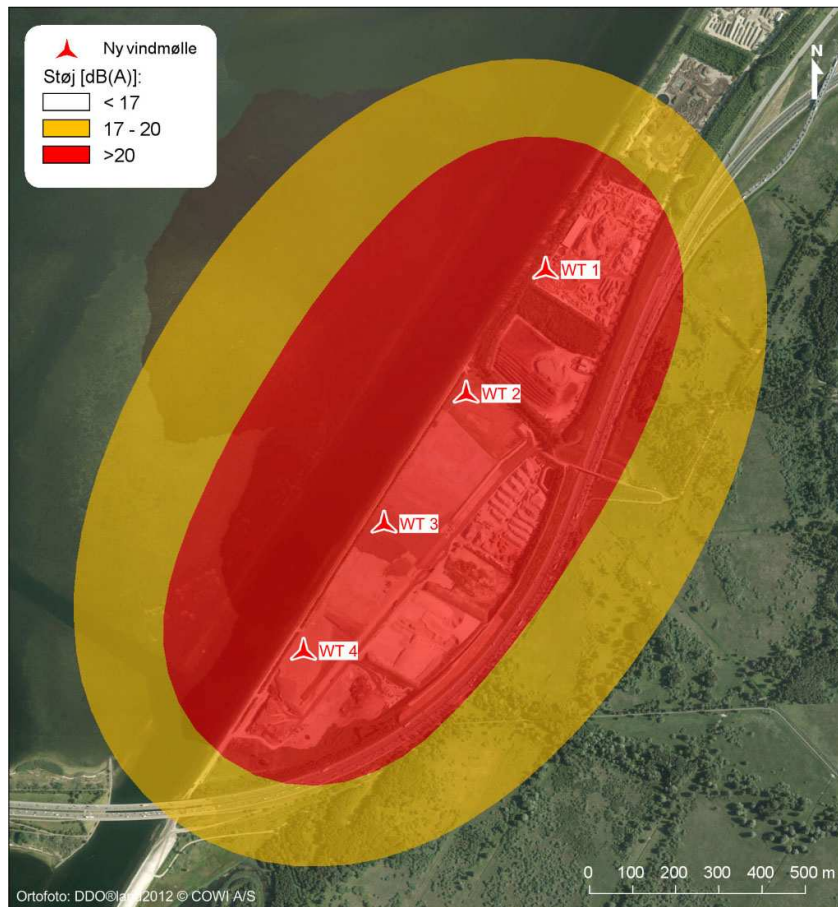 Ny vindmølle
Støj [dB(A)]:
< 17
17 - 20
>20
N
WT 1
WT 2
WT 3
WT 4
0 100 200 300 400 500 m
Ortofoto: DDO®land2012 © COWI A/S